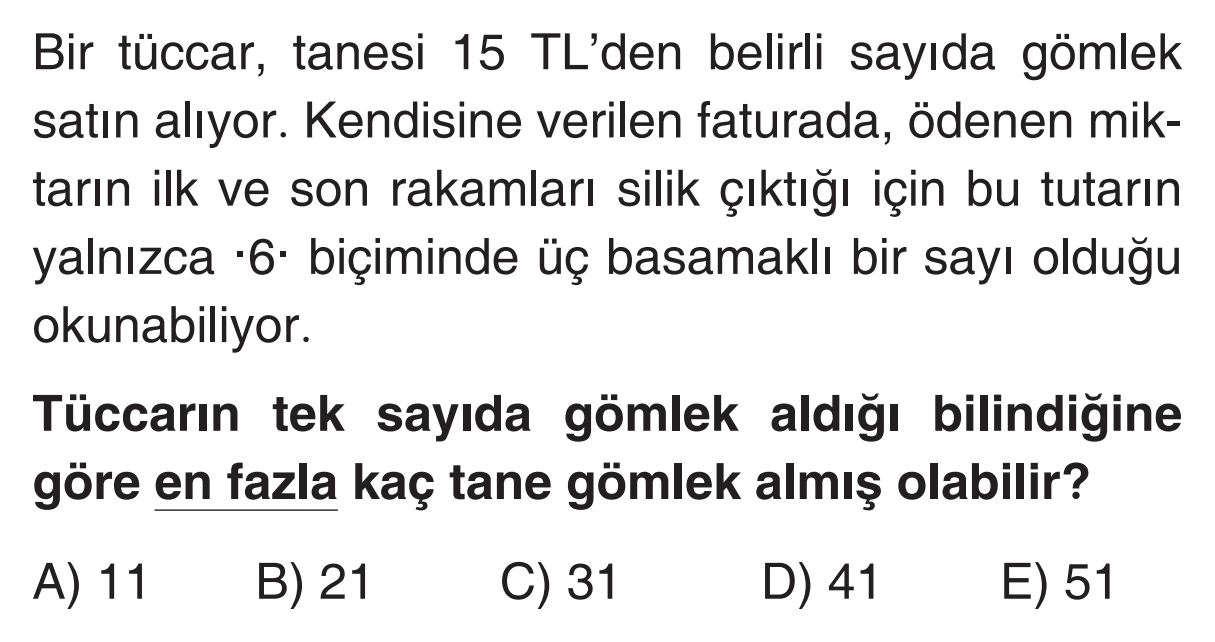 Bir tüccar, tanesi 15 TL’den belirli sayıda gömlek
satın alıyor. Kendisine verilen faturada, ödenen mik-
tarın ilk ve son rakamları silik çıktığı için bu tutarın
yalnızca ·6· biçiminde üç basamaklı bir sayı olduğu
okunabiliyor.
Tüccarın tek sayıda gömlek aldığı bilindiğine
göre en fazla kaç tane gömlek almış olabilir?
A) 11 B) 21 C) 31 D) 41 E) 51